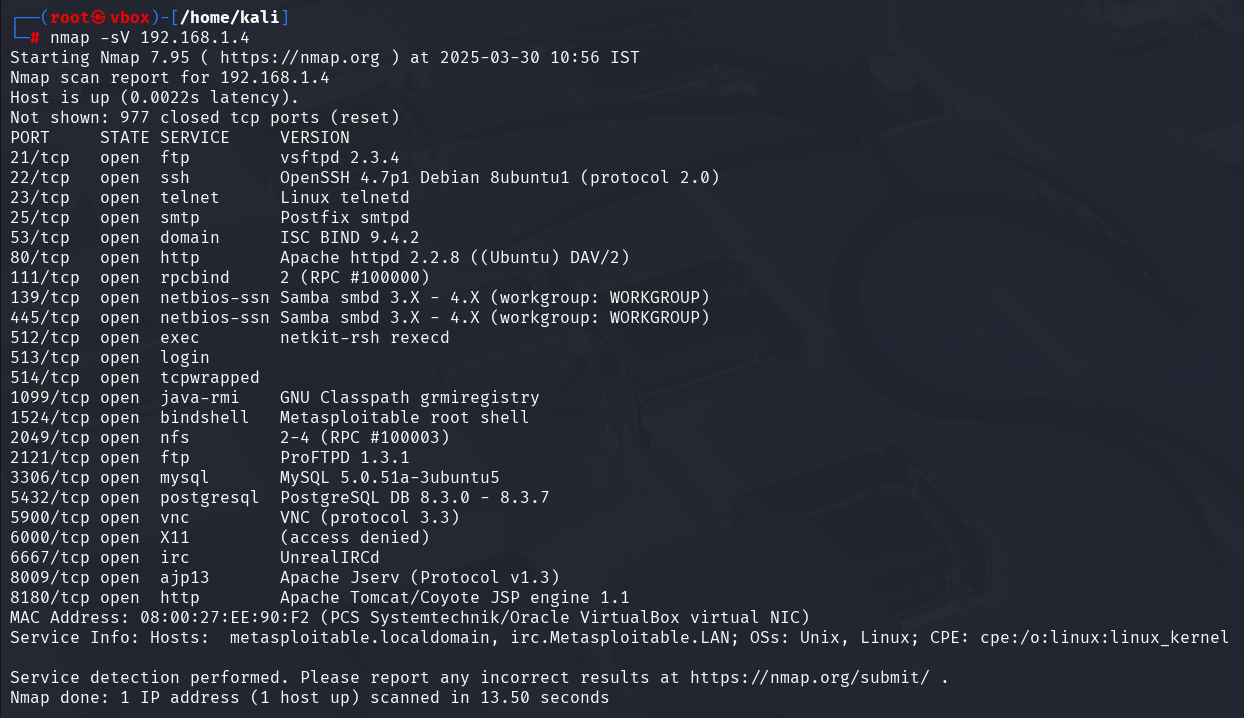 ┌──(root㉿vbox)-[/home/kali]
└─# nmap -sV 192.168.1.4
Starting Nmap 7.95 ( https://nmap.org ) at 2025-03-30 10:56 IST
Nmap scan report for 192.168.1.4
Host is up (0.0022s latency).
Not shown: 977 closed tcp ports (reset)
PORT     STATE SERVICE     VERSION
21/tcp   open  ftp         vsftpd 2.3.4
22/tcp   open  ssh         OpenSSH 4.7p1 Debian 8ubuntu1 (protocol 2.0)
23/tcp   open  telnet      Linux telnetd
25/tcp   open  smtp        Postfix smtpd
53/tcp   open  domain      ISC BIND 9.4.2
80/tcp   open  http        Apache httpd 2.2.8 ((Ubuntu) DAV/2)
111/tcp  open  rpcbind     2 (RPC #100000)
139/tcp  open  netbios-ssn Samba smbd 3.X - 4.X (workgroup: WORKGROUP)
445/tcp  open  netbios-ssn Samba smbd 3.X - 4.X (workgroup: WORKGROUP)
512/tcp  open  exec        netkit-rsh rexecd
513/tcp  open  login
514/tcp  open  tcpwrapped
1099/tcp open  java-rmi    GNU Classpath grmiregistry
1524/tcp open  bindshell   Metasploitable root shell
2049/tcp open  nfs         2-4 (RPC #100003)
2121/tcp open  ftp         ProFTPD 1.3.1
3306/tcp open  mysql       MySQL 5.0.51a-3ubuntu5
5432/tcp open  postgresql  PostgreSQL DB 8.3.0 - 8.3.7
5900/tcp open  vnc         VNC (protocol 3.3)
6000/tcp open  X11         (access denied)
6667/tcp open  irc         UnrealIRCd
8009/tcp open  ajp13       Apache Jserv (Protocol v1.3)
8180/tcp open  http        Apache Tomcat/Coyote JSP engine 1.1
MAC Address: 08:00:27:EE:90:F2 (PCS Systemtechnik/Oracle VirtualBox virtual NIC)
Service Info: Hosts:  metasploitable.localdomain, irc.Metasploitable.LAN; OSs: Unix, Linux; CPE: cpe:/o:linux:linux_kernel
Service detection performed. Please report any incorrect results at https://nmap.org/submit/ .
Nmap done: 1 IP address (1 host up) scanned in 13.50 seconds